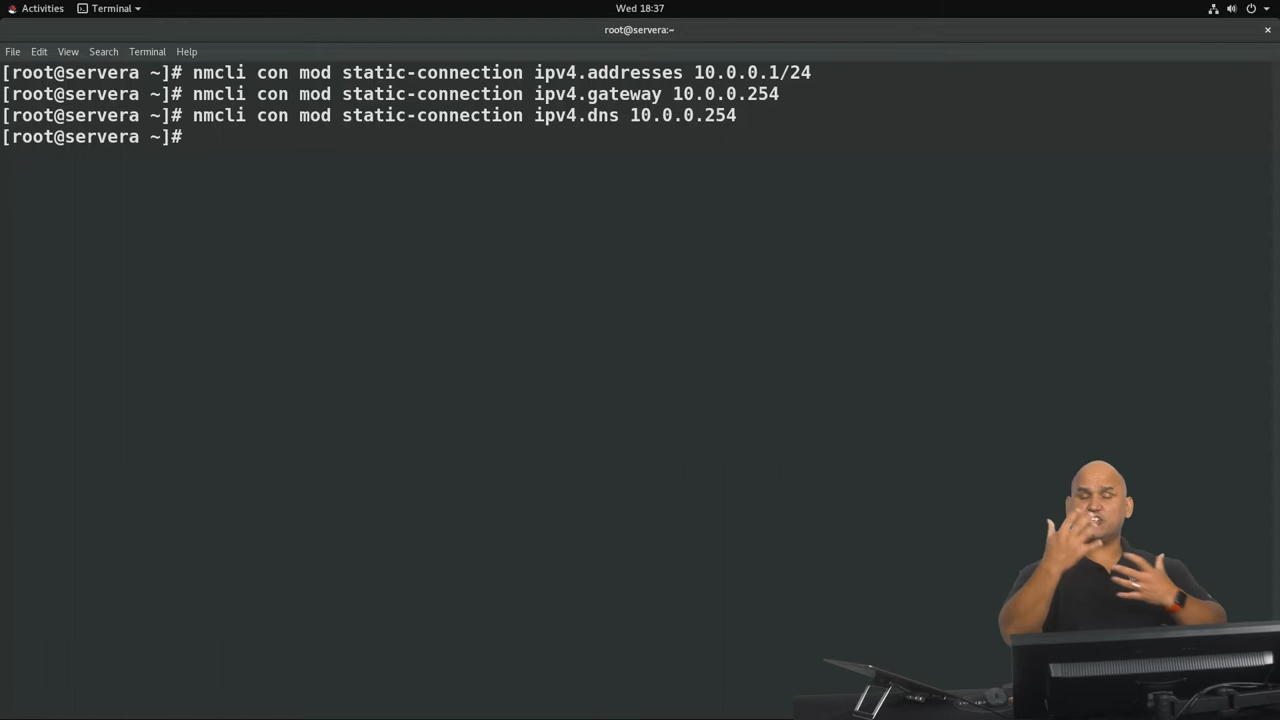 Activities Terminal Wed 18:37
root@servera:~ ×
File Edit View Search Terminal Help
[root@servera ~]# nmcli con mod static-connection ipv4.addresses 10.0.0.1/24
[root@servera ~]# nmcli con mod static-connection ipv4.gateway 10.0.0.254
[root@servera ~]# nmcli con mod static-connection ipv4.dns 10.0.0.254
[root@servera ~]#